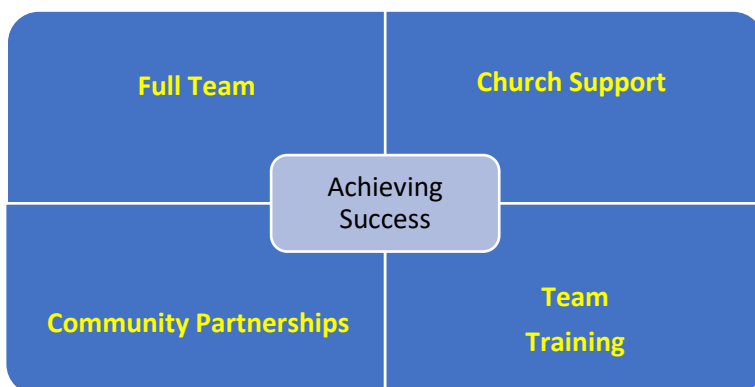 Full Team
Church Support
Achieving
Success
Community Partnerships
Team
Training